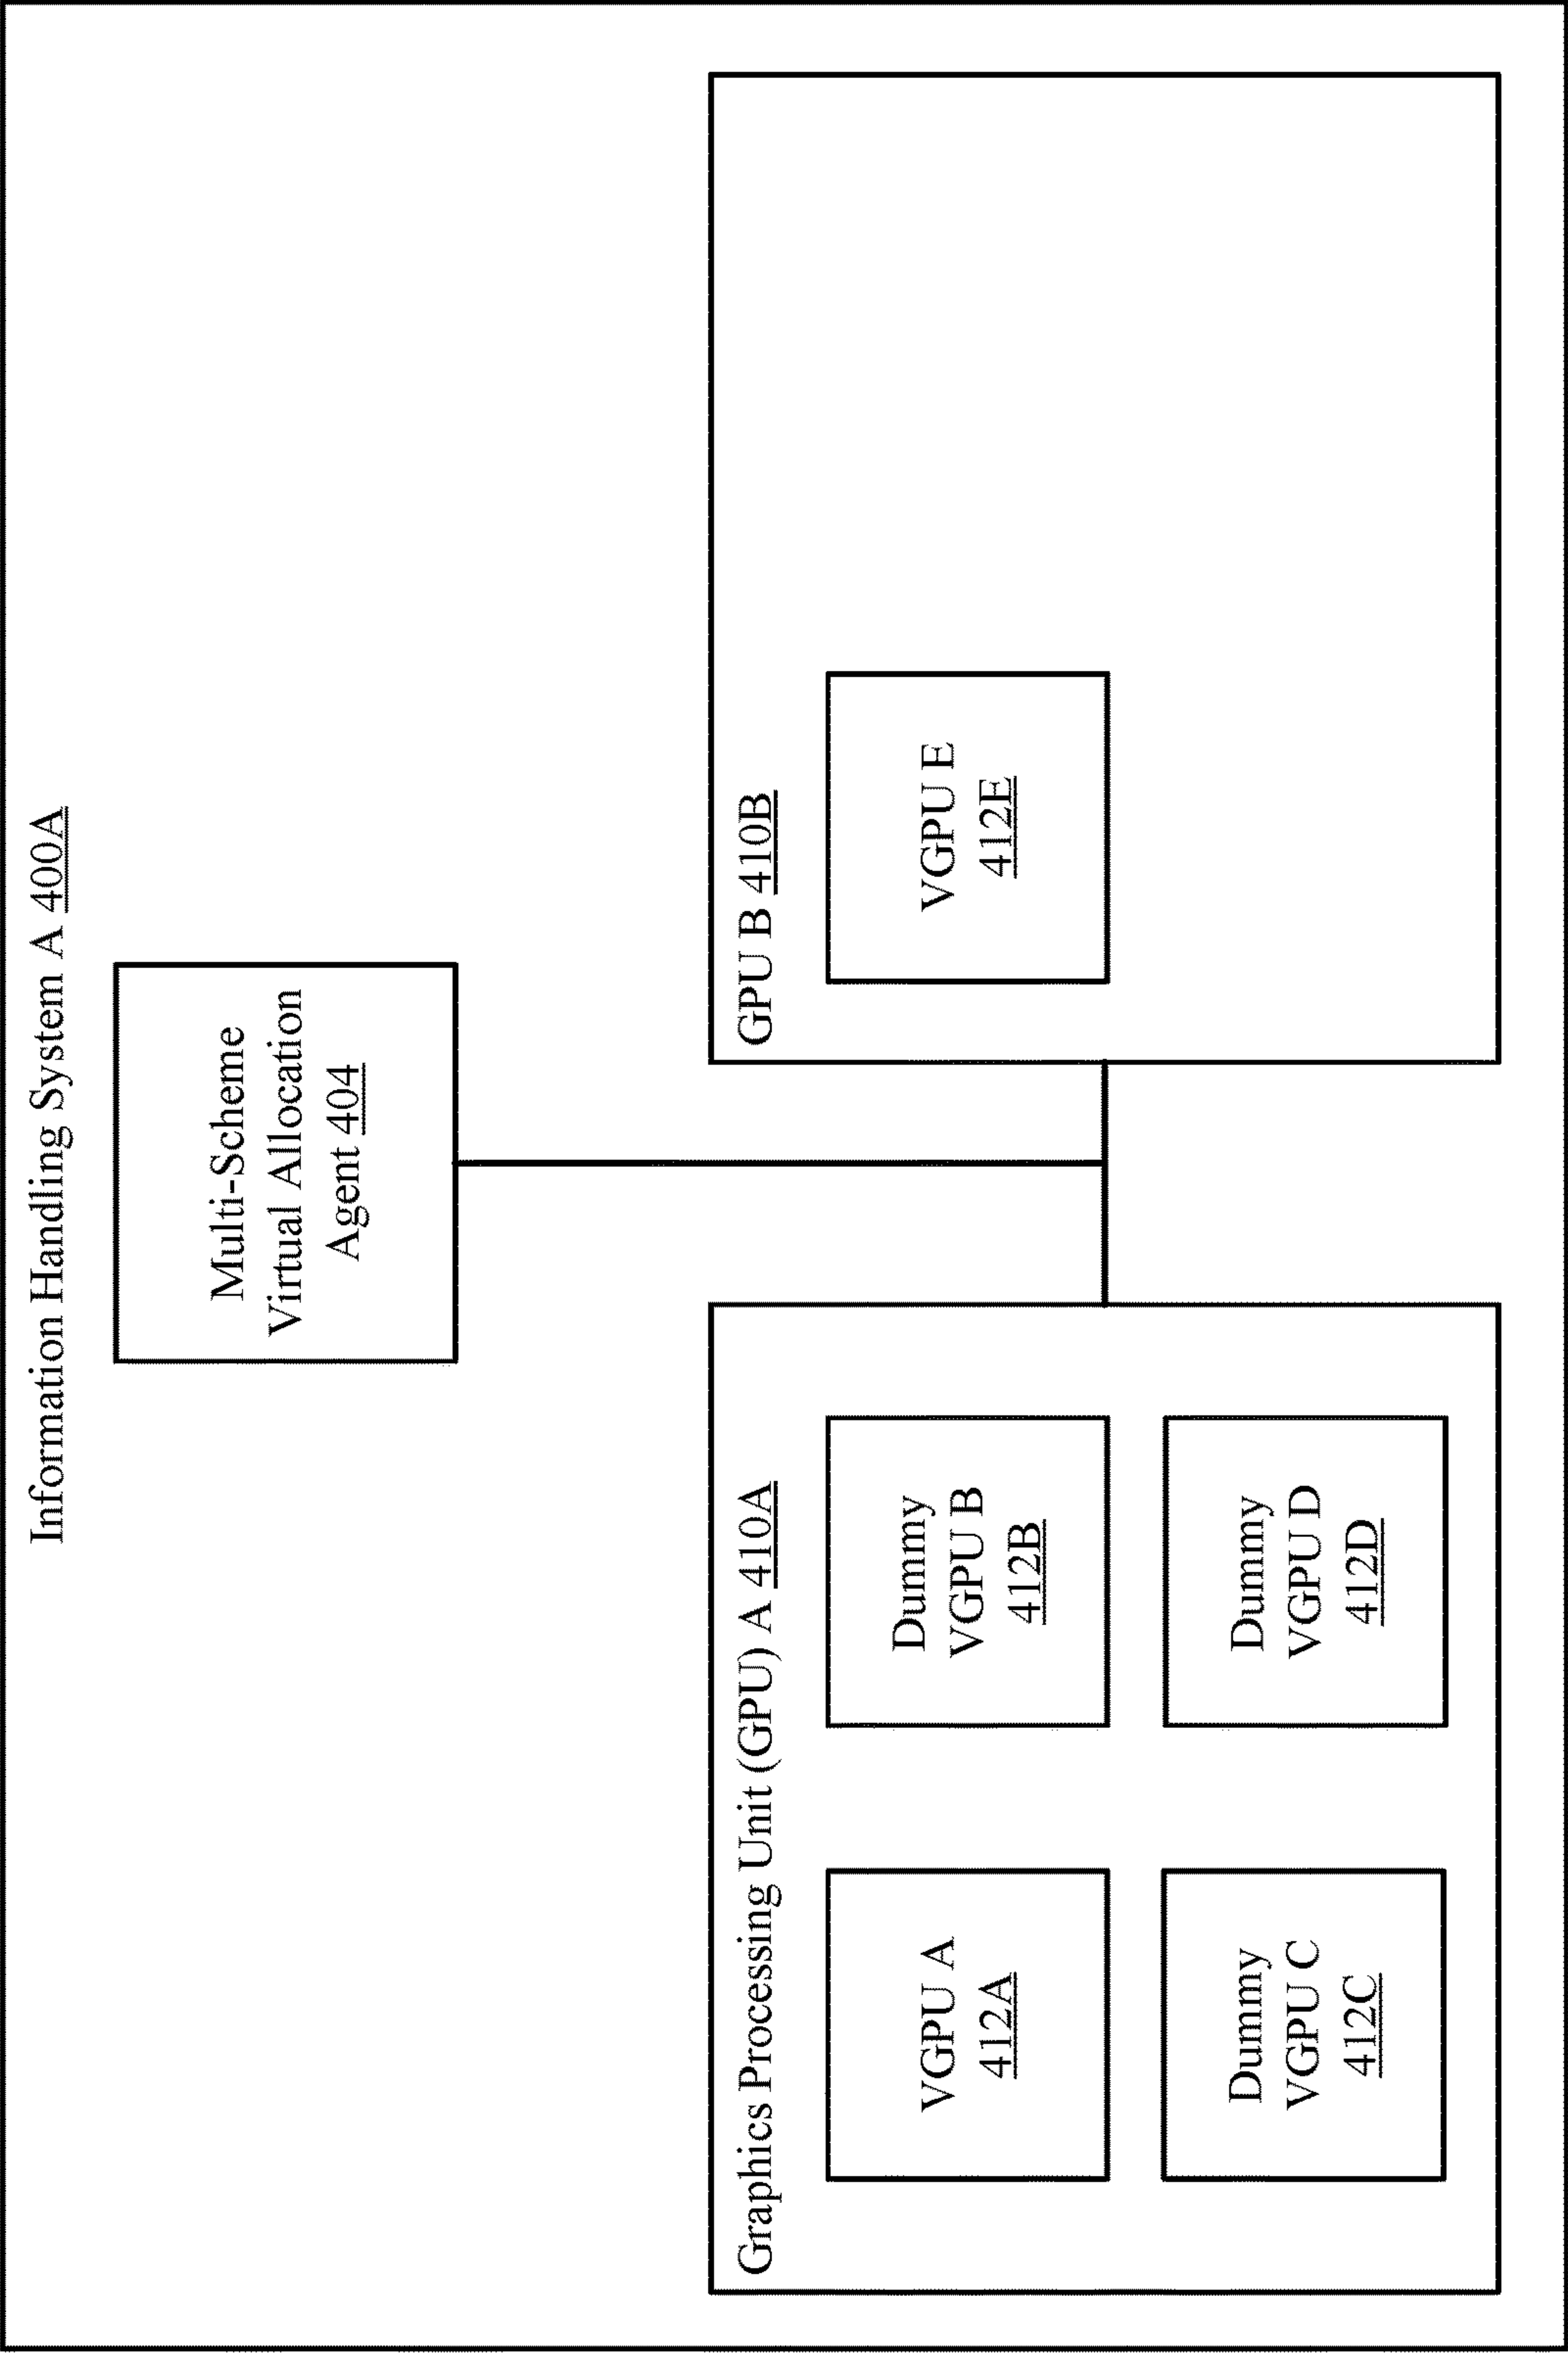 Information Handling System A 400A
Multi-Scheme
Virtual Allocation
Agent 404
Graphics Processing Unit (GPU) A 410A
VGPU A
412A
Dummy
VGPU B
412B
Dummy
VGPU C
412C
Dummy
VGPU D
412D
GPU B 410B
VGPU E
412E